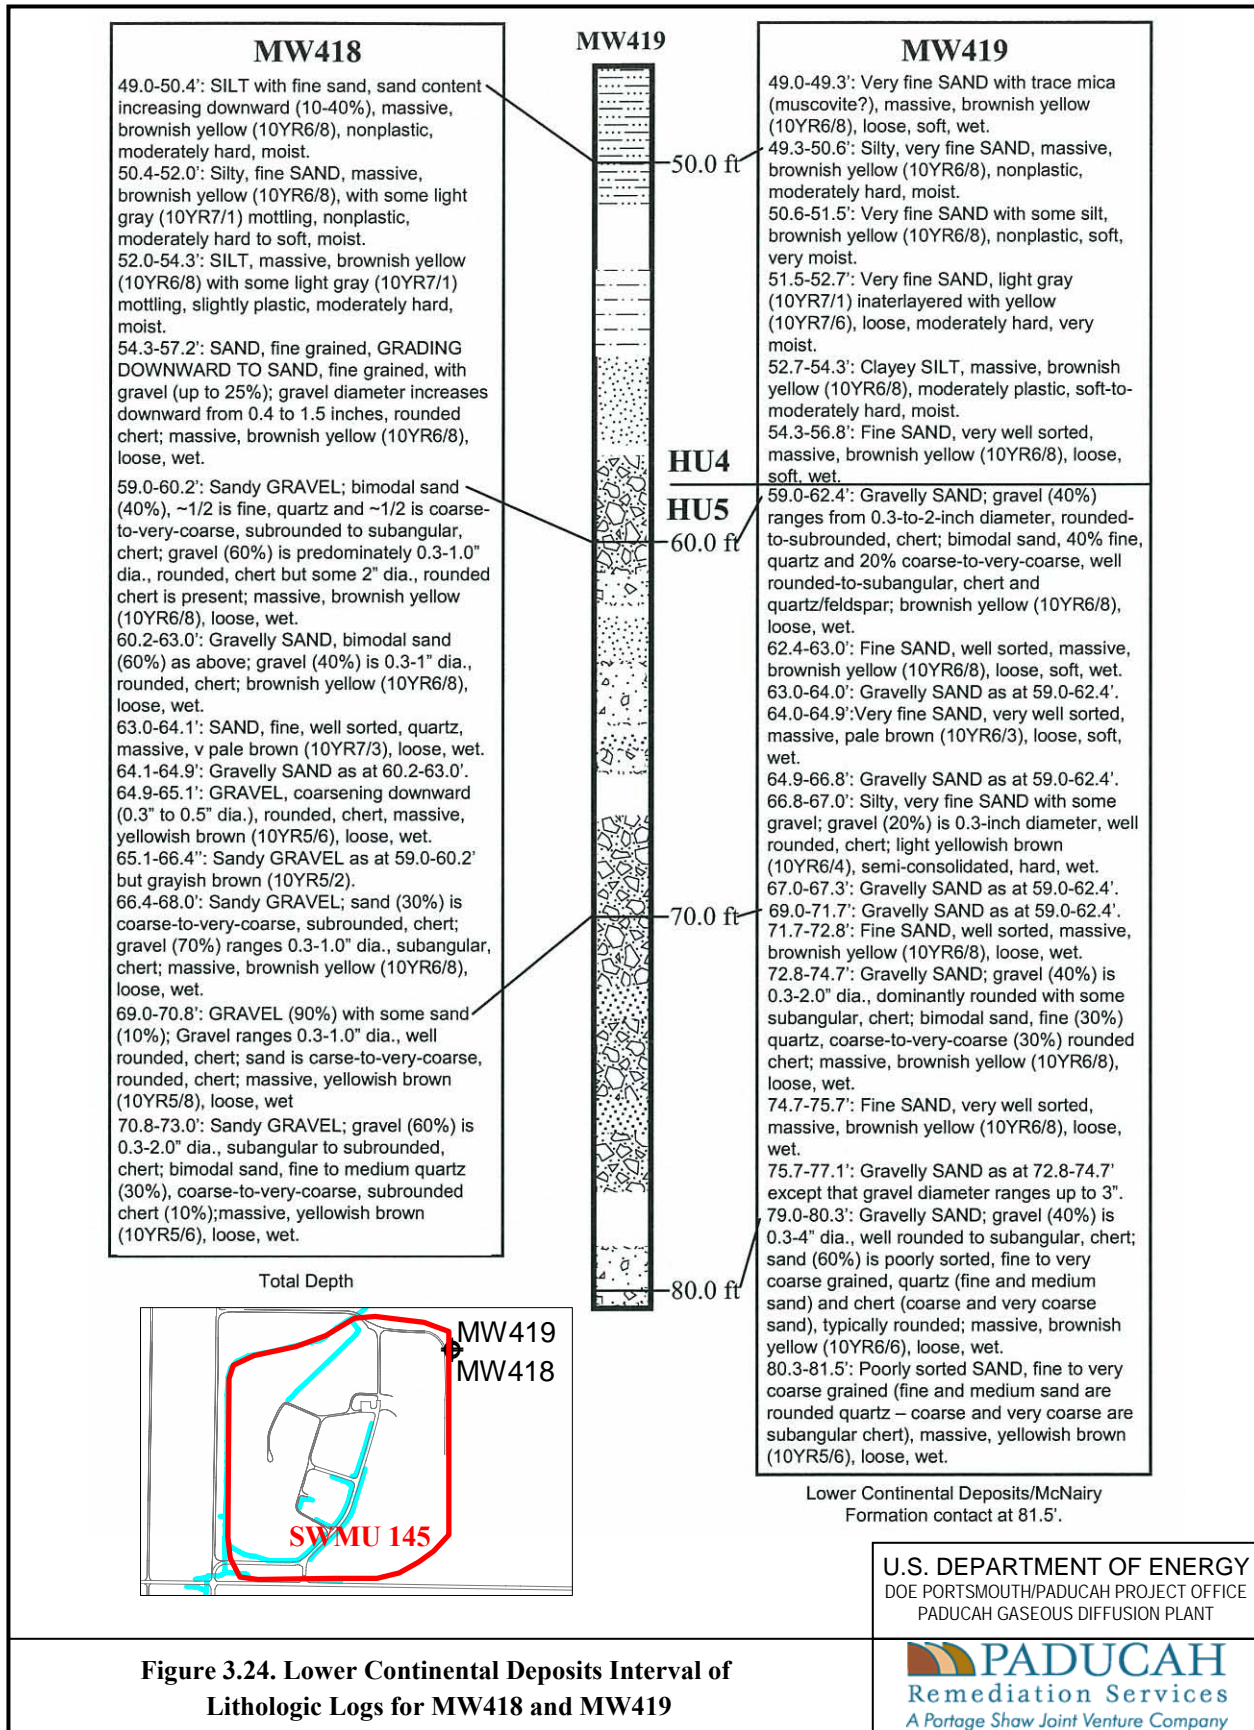 MW418
49.0-50.4': SILT with fine sand, sand content
increasing downward (10-40%), massive,
brownish yellow (10YR6/8), nonplastic,
moderately hard, moist.
50.4-52.0': Silty, fine SAND, massive,
brownish yellow (10YR6/8), with some light
gray (10YR7/1) mottling, nonplastic,
moderately hard to soft, moist.
52.0-54.3': SILT, massive, brownish yellow
(10YR6/8) with some light gray (10YR7/1)
mottling, slightly plastic, moderately hard,
moist.
54.3-57.2': SAND, fine grained, GRADING
DOWNWARD TO SAND, fine grained, with
gravel (up to 25%); gravel diameter increases
downward from 0.4 to 1.5 inches, rounded
chert; massive, brownish yellow (10YR6/8),
loose, wet.
59.0-60.2': Sandy GRAVEL; bimodal sand
(40%), ~1/2 is fine, quartz and ~1/2 is coarse-
to-very-coarse, subrounded to subangular,
chert; gravel (60%) is predominately 0.3-1.0"
dia., rounded, chert but some 2" dia., rounded
chert is present; massive, brownish yellow
(10YR6/8), loose, wet.
60.2-63.0': Gravelly SAND, bimodal sand
(60%) as above; gravel (40%) is 0.3-1" dia.,
rounded, chert; brownish yellow (10YR6/8),
loose, wet.
63.0-64.1': SAND, fine, well sorted, quartz,
massive, v pale brown (10YR7/3), loose, wet.
64.1-64.9': Gravelly SAND as at 60.2-63.0'.
64.9-65.1': GRAVEL, coarsening downward
(0.3" to 0.5" dia.), rounded, chert, massive,
yellowish brown (10YR5/6), loose, wet.
65.1-66.4'': Sandy GRAVEL as at 59.0-60.2'
but grayish brown (10YR5/2).
66.4-68.0': Sandy GRAVEL; sand (30%) is
coarse-to-very-coarse, subrounded, chert;
gravel (70%) ranges 0.3-1.0" dia., subangular,
chert; massive, brownish yellow (10YR6/8),
loose, wet.
69.0-70.8': GRAVEL (90%) with some sand
(10%); Gravel ranges 0.3-1.0" dia., well
rounded, chert; sand is carse-to-very-coarse,
rounded, chert; massive, yellowish brown
(10YR5/8), loose, wet
70.8-73.0': Sandy GRAVEL; gravel (60%) is
0.3-2.0" dia., subangular to subrounded,
chert; bimodal sand, fine to medium quartz
(30%), coarse-to-very-coarse, subrounded
chert (10%);massive, yellowish brown
(10YR5/6), loose, wet.
Total Depth
MW419
50.0 ft
HU4
HU5
60.0 ft
70.0 ft
80.0 ft
MW419
49.0-49.3': Very fine SAND with trace mica
(muscovite?), massive, brownish yellow
(10YR6/8), loose, soft, wet.
49.3-50.6': Silty, very fine SAND, massive,
brownish yellow (10YR6/8), nonplastic,
moderately hard, moist.
50.6-51.5': Very fine SAND with some silt,
brownish yellow (10YR6/8), nonplastic, soft,
very moist.
51.5-52.7': Very fine SAND, light gray
(10YR7/1) inaterlayered with yellow
(10YR7/6), loose, moderately hard, very
moist.
52.7-54.3': Clayey SILT, massive, brownish
yellow (10YR6/8), moderately plastic, soft-to-
moderately hard, moist.
54.3-56.8': Fine SAND, very well sorted,
massive, brownish yellow (10YR6/8), loose,
soft, wet.
59.0-62.4': Gravelly SAND; gravel (40%)
ranges from 0.3-to-2-inch diameter, rounded-
to-subrounded, chert; bimodal sand, 40% fine,
quartz and 20% coarse-to-very-coarse, well
rounded-to-subangular, chert and
quartz/feldspar; brownish yellow (10YR6/8),
loose, wet.
62.4-63.0': Fine SAND, well sorted, massive,
brownish yellow (10YR6/8), loose, soft, wet.
63.0-64.0': Gravelly SAND as at 59.0-62.4'.
64.0-64.9':Very fine SAND, very well sorted,
massive, pale brown (10YR6/3), loose, soft,
wet.
64.9-66.8': Gravelly SAND as at 59.0-62.4'.
66.8-67.0': Silty, very fine SAND with some
gravel; gravel (20%) is 0.3-inch diameter, well
rounded, chert; light yellowish brown
(10YR6/4), semi-consolidated, hard, wet.
67.0-67.3': Gravelly SAND as at 59.0-62.4'.
69.0-71.7': Gravelly SAND as at 59.0-62.4'.
71.7-72.8': Fine SAND, well sorted, massive,
brownish yellow (10YR6/8), loose, wet.
72.8-74.7': Gravelly SAND; gravel (40%) is
0.3-2.0" dia., dominantly rounded with some
subangular, chert; bimodal sand, fine (30%)
quartz, coarse-to-very-coarse (30%) rounded
chert; massive, brownish yellow (10YR6/8),
loose, wet.
74.7-75.7': Fine SAND, very well sorted,
massive, brownish yellow (10YR6/8), loose,
wet.
75.7-77.1': Gravelly SAND as at 72.8-74.7'
except that gravel diameter ranges up to 3".
79.0-80.3': Gravelly SAND; gravel (40%) is
0.3-4" dia., well rounded to subangular, chert;
sand (60%) is poorly sorted, fine to very
coarse grained, quartz (fine and medium
sand) and chert (coarse and very coarse
sand), typically rounded; massive, brownish
yellow (10YR6/6), loose, wet.
80.3-81.5': Poorly sorted SAND, fine to very
coarse grained (fine and medium sand are
rounded quartz – coarse and very coarse are
subangular chert), massive, yellowish brown
(10YR5/6), loose, wet.
Lower Continental Deposits/McNairy
Formation contact at 81.5'.
MW419
MW418
SWMU 145
U.S. DEPARTMENT OF ENERGY
DOE PORTSMOUTH/PADUCAH PROJECT OFFICE
PADUCAH GASEOUS DIFFUSION PLANT
Figure 3.24. Lower Continental Deposits Interval of
Lithologic Logs for MW418 and MW419
PADUCAH
Remediation Services
A Portage Shaw Joint Venture Company